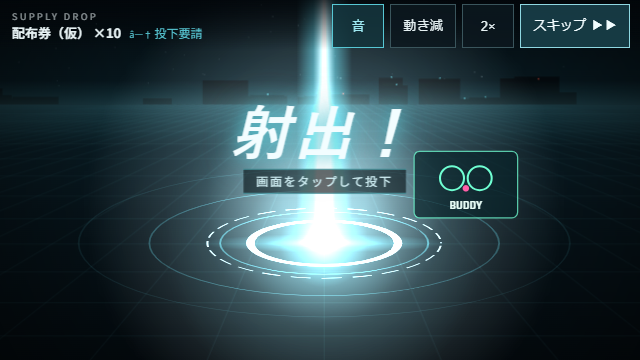 SUPPLY DROP
配布券（仮） ×10 â—† 投下要請
音
動き減
2×
スキップ ▶▶
射出！
画面をタップして投下
BUDDY